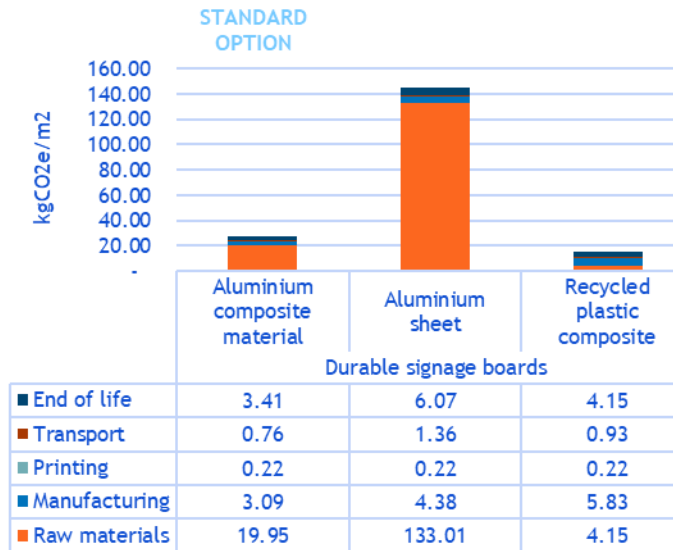 STANDARD
OPTION
kgCO2e/m2
160.00
140.00
120.00
100.00
80.00
60.00
40.00
20.00
-
Aluminium
composite
material
Aluminium
sheet
Recycled
plastic
composite
Durable signage boards
End of life 3.41 6.07 4.15
Transport 0.76 1.36 0.93
Printing 0.22 0.22 0.22
Manufacturing 3.09 4.38 5.83
Raw materials 19.95 133.01 4.15